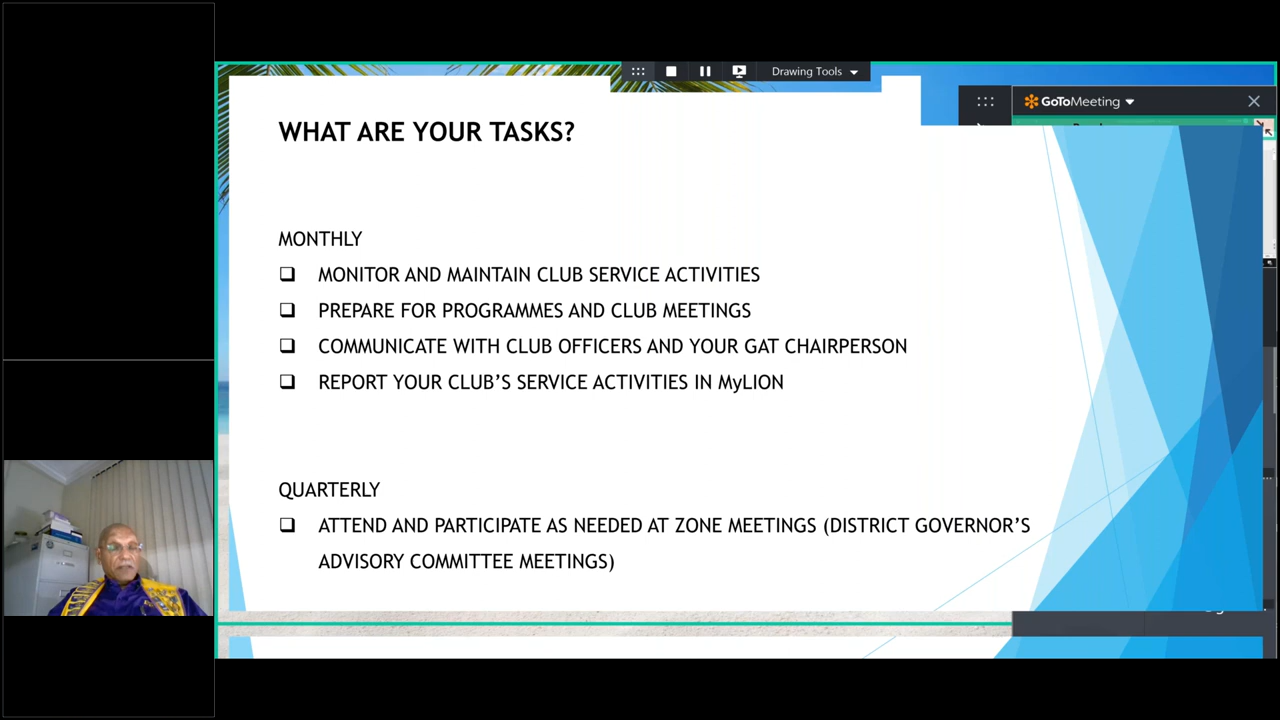 Drawing Tools
GoToMeeting
WHAT ARE YOUR TASKS?
MONTHLY
MONITOR AND MAINTAIN CLUB SERVICE ACTIVITIES
PREPARE FOR PROGRAMMES AND CLUB MEETINGS
COMMUNICATE WITH CLUB OFFICERS AND YOUR GAT CHAIRPERSON
REPORT YOUR CLUB'S SERVICE ACTIVITIES IN MyLION
QUARTERLY
ATTEND AND PARTICIPATE AS NEEDED AT ZONE MEETINGS (DISTRICT GOVERNOR'S
ADVISORY COMMITTEE MEETINGS)